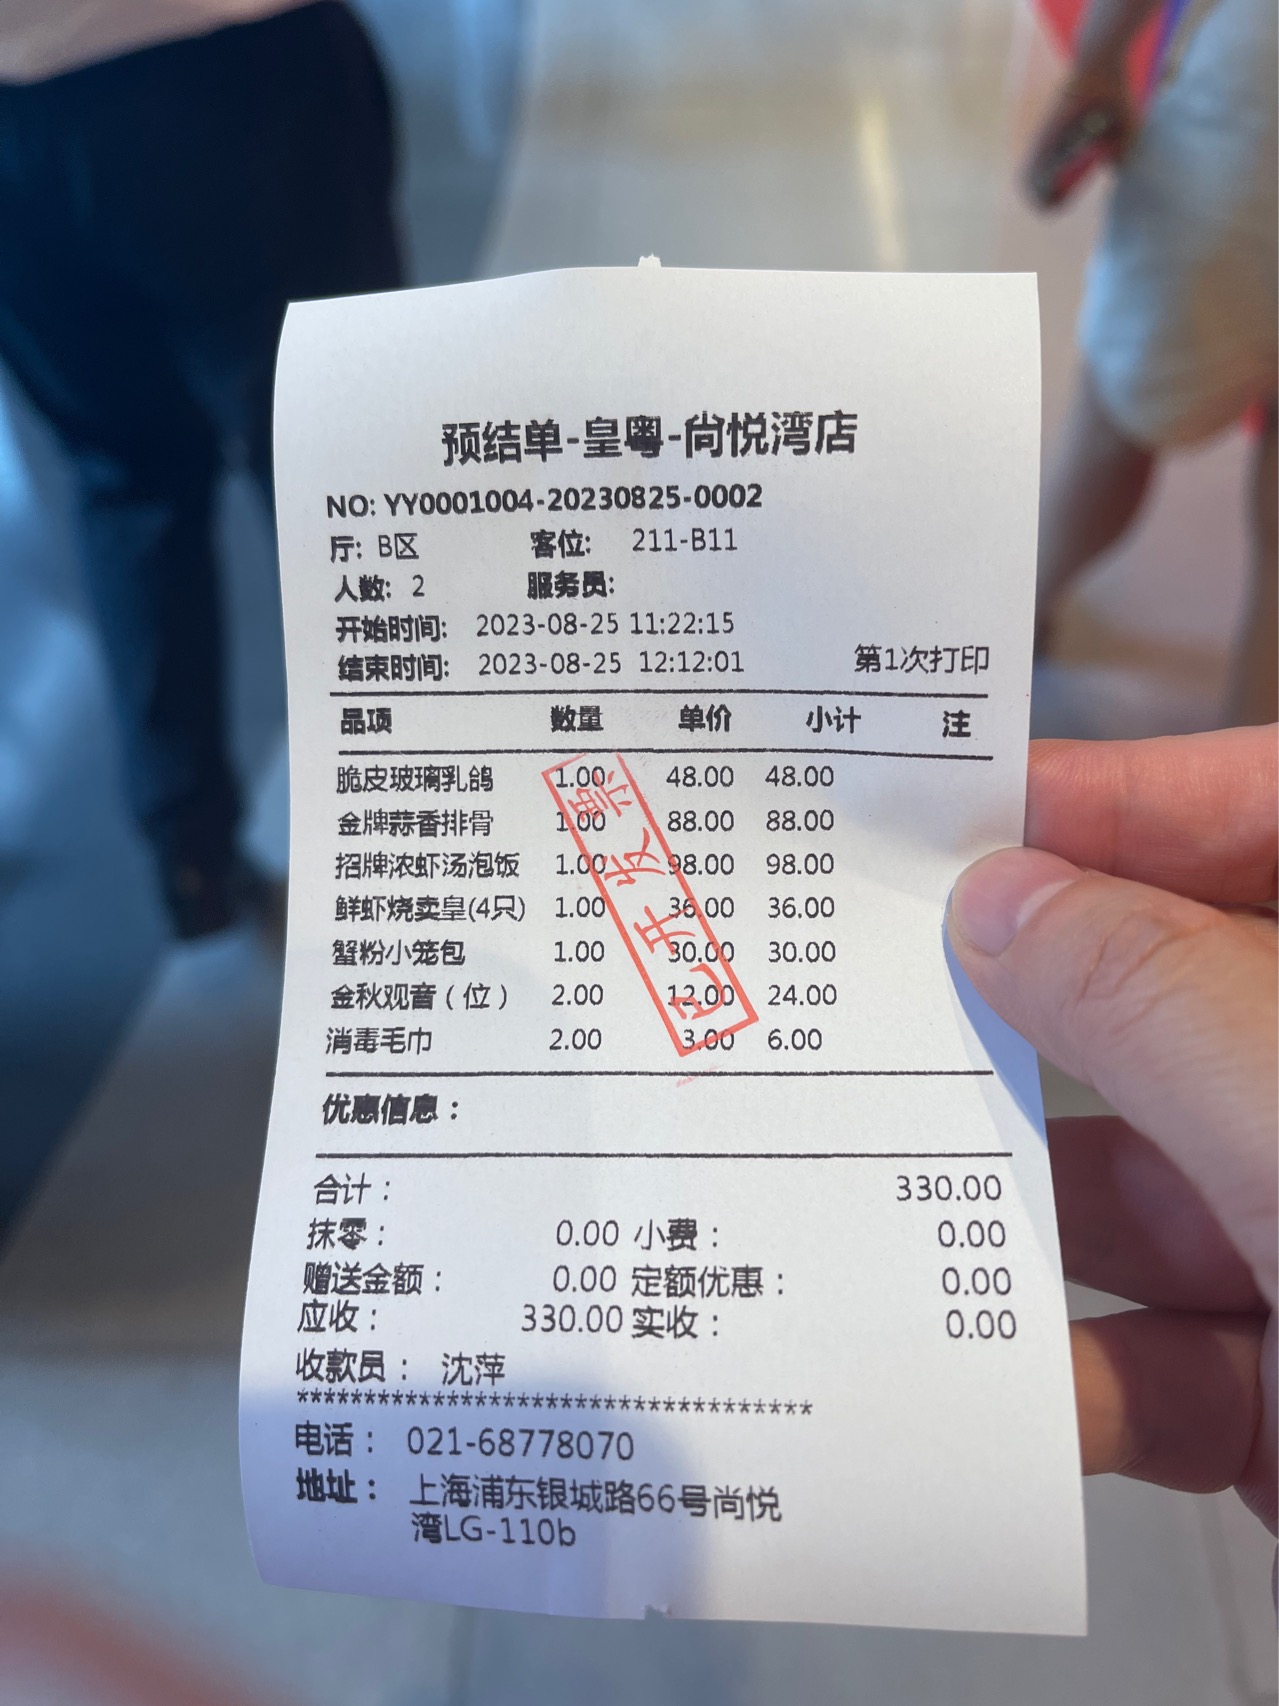 预结单-皇粤-尚悦湾店
NO: YY0001004-20230825-0002
厅: B区 客位: 211-B11
人数: 2 服务员:
开始时间: 2023-08-25 11:22:15
结束时间: 2023-08-25 12:12:01 第1次打印
品项 数量 单价 小计 注
脆皮玻璃乳鸽 1.00 48.00 48.00
金牌蒜香排骨 1.00 88.00 88.00
招牌浓虾汤泡饭 1.00 98.00 98.00
鲜虾烧卖皇(4只) 1.00 36.00 36.00
蟹粉小笼包 1.00 30.00 30.00
金秋观音（位） 2.00 12.00 24.00
消毒毛巾 2.00 3.00 6.00
已开发票
优惠信息：
合计： 330.00
抹零： 0.00 小费： 0.00
赠送金额： 0.00 定额优惠： 0.00
应收： 330.00 实收： 0.00
收款员： 沈萍
**************************************
电话： 021-68778070
地址： 上海浦东银城路66号尚悦
湾LG-110b